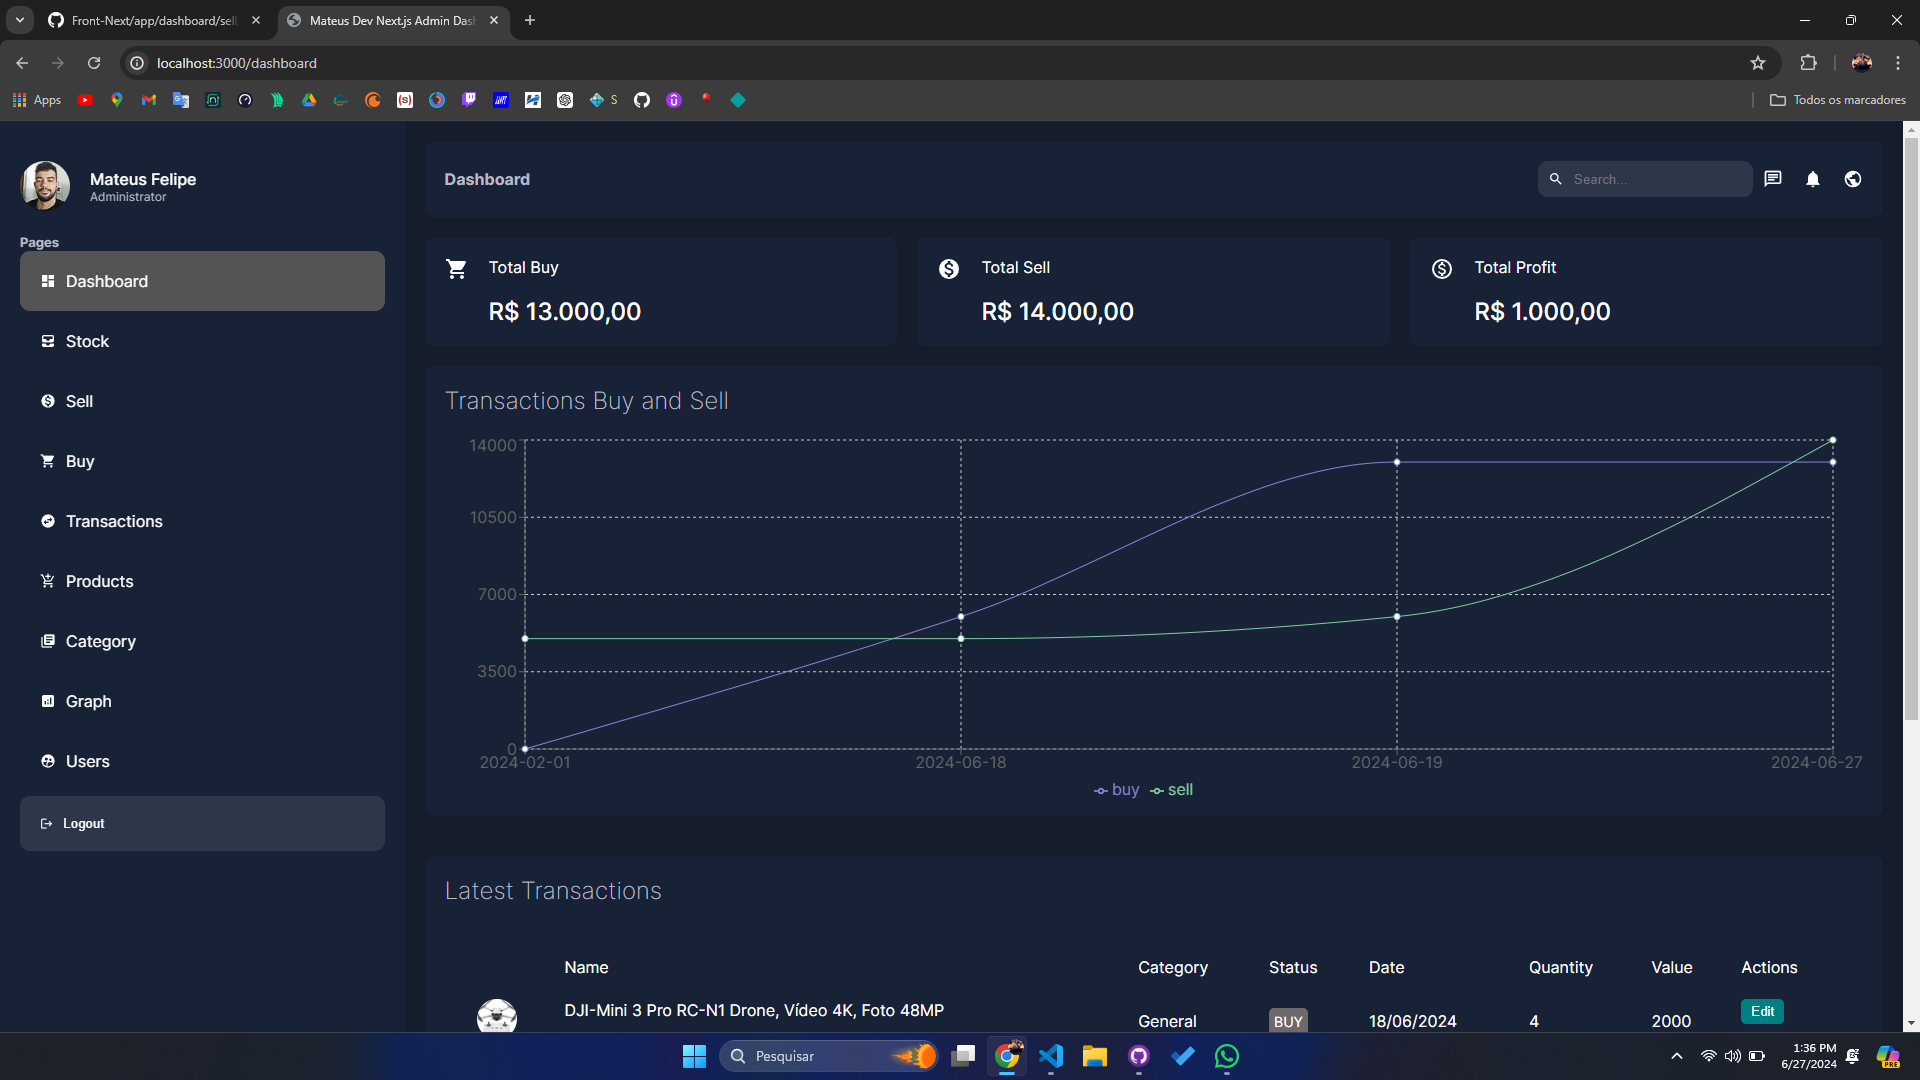 Front-Next/app/dashboard/sell
Mateus Dev Next.js Admin Das
localhost:3000/dashboard
Apps
S
Todos os marcadores
Mateus Felipe
Administrator
Pages
Dashboard
Stock
Sell
Buy
Transactions
Products
Category
Graph
Users
Logout
Dashboard
Search...
Total Buy
R$ 13.000,00
Total Sell
R$ 14.000,00
Total Profit
R$ 1.000,00
Transactions Buy and Sell
14000
10500
7000
3500
0
2024-02-01
2024-06-18
2024-06-19
2024-06-27
buy
sell
Latest Transactions
Name Category Status Date Quantity Value Actions
DJI-Mini 3 Pro RC-N1 Drone, Vídeo 4K, Foto 48MP
General BUY 18/06/2024 4 2000
Edit
Pesquisar
1:36 PM
6/27/2024
PRE